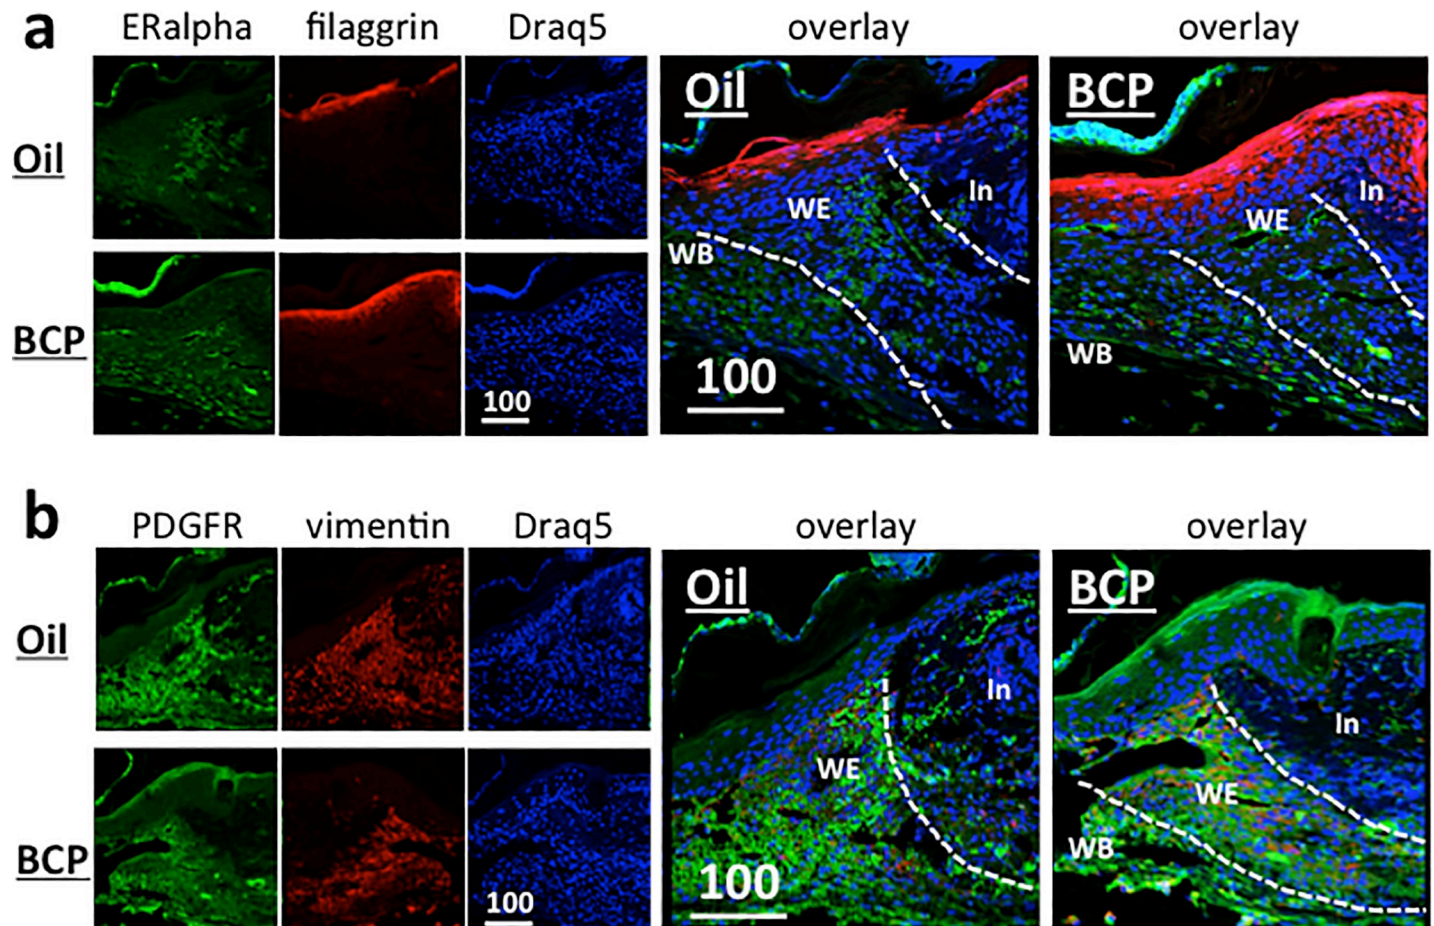 a
ERalpha filaggrin Draq5 overlay overlay
Oil
Oil
WE
In
WB
100
BCP
In
WE
WB
BCP
100
b
PDGFR vimentin Draq5 overlay overlay
Oil
Oil
In
WE
100
BCP
In
WE
WB
BCP
100